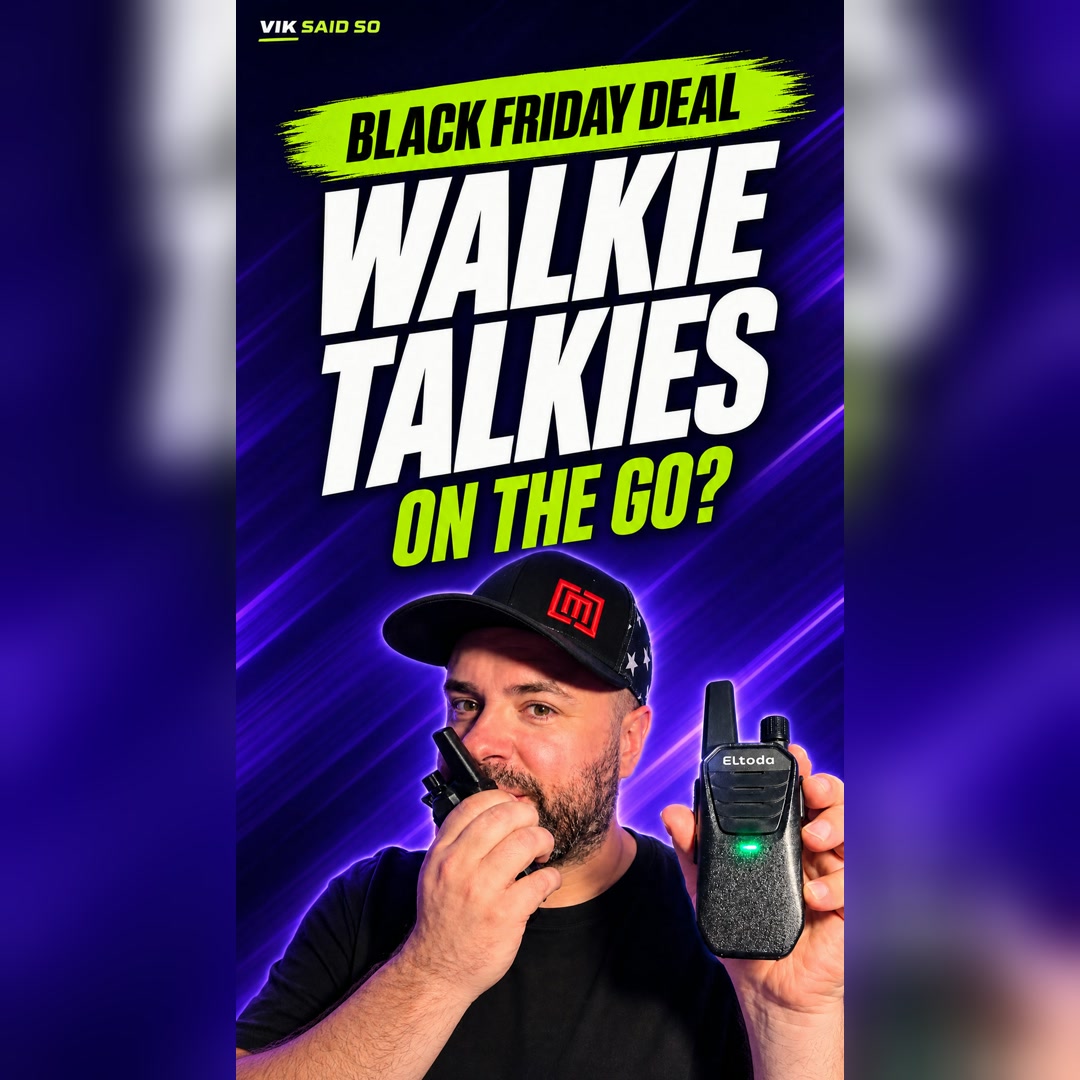 VIK SAID SO
BLACK FRIDAY DEAL
WALKIE
TALKIES
ON THE GO?
m
ELtoda